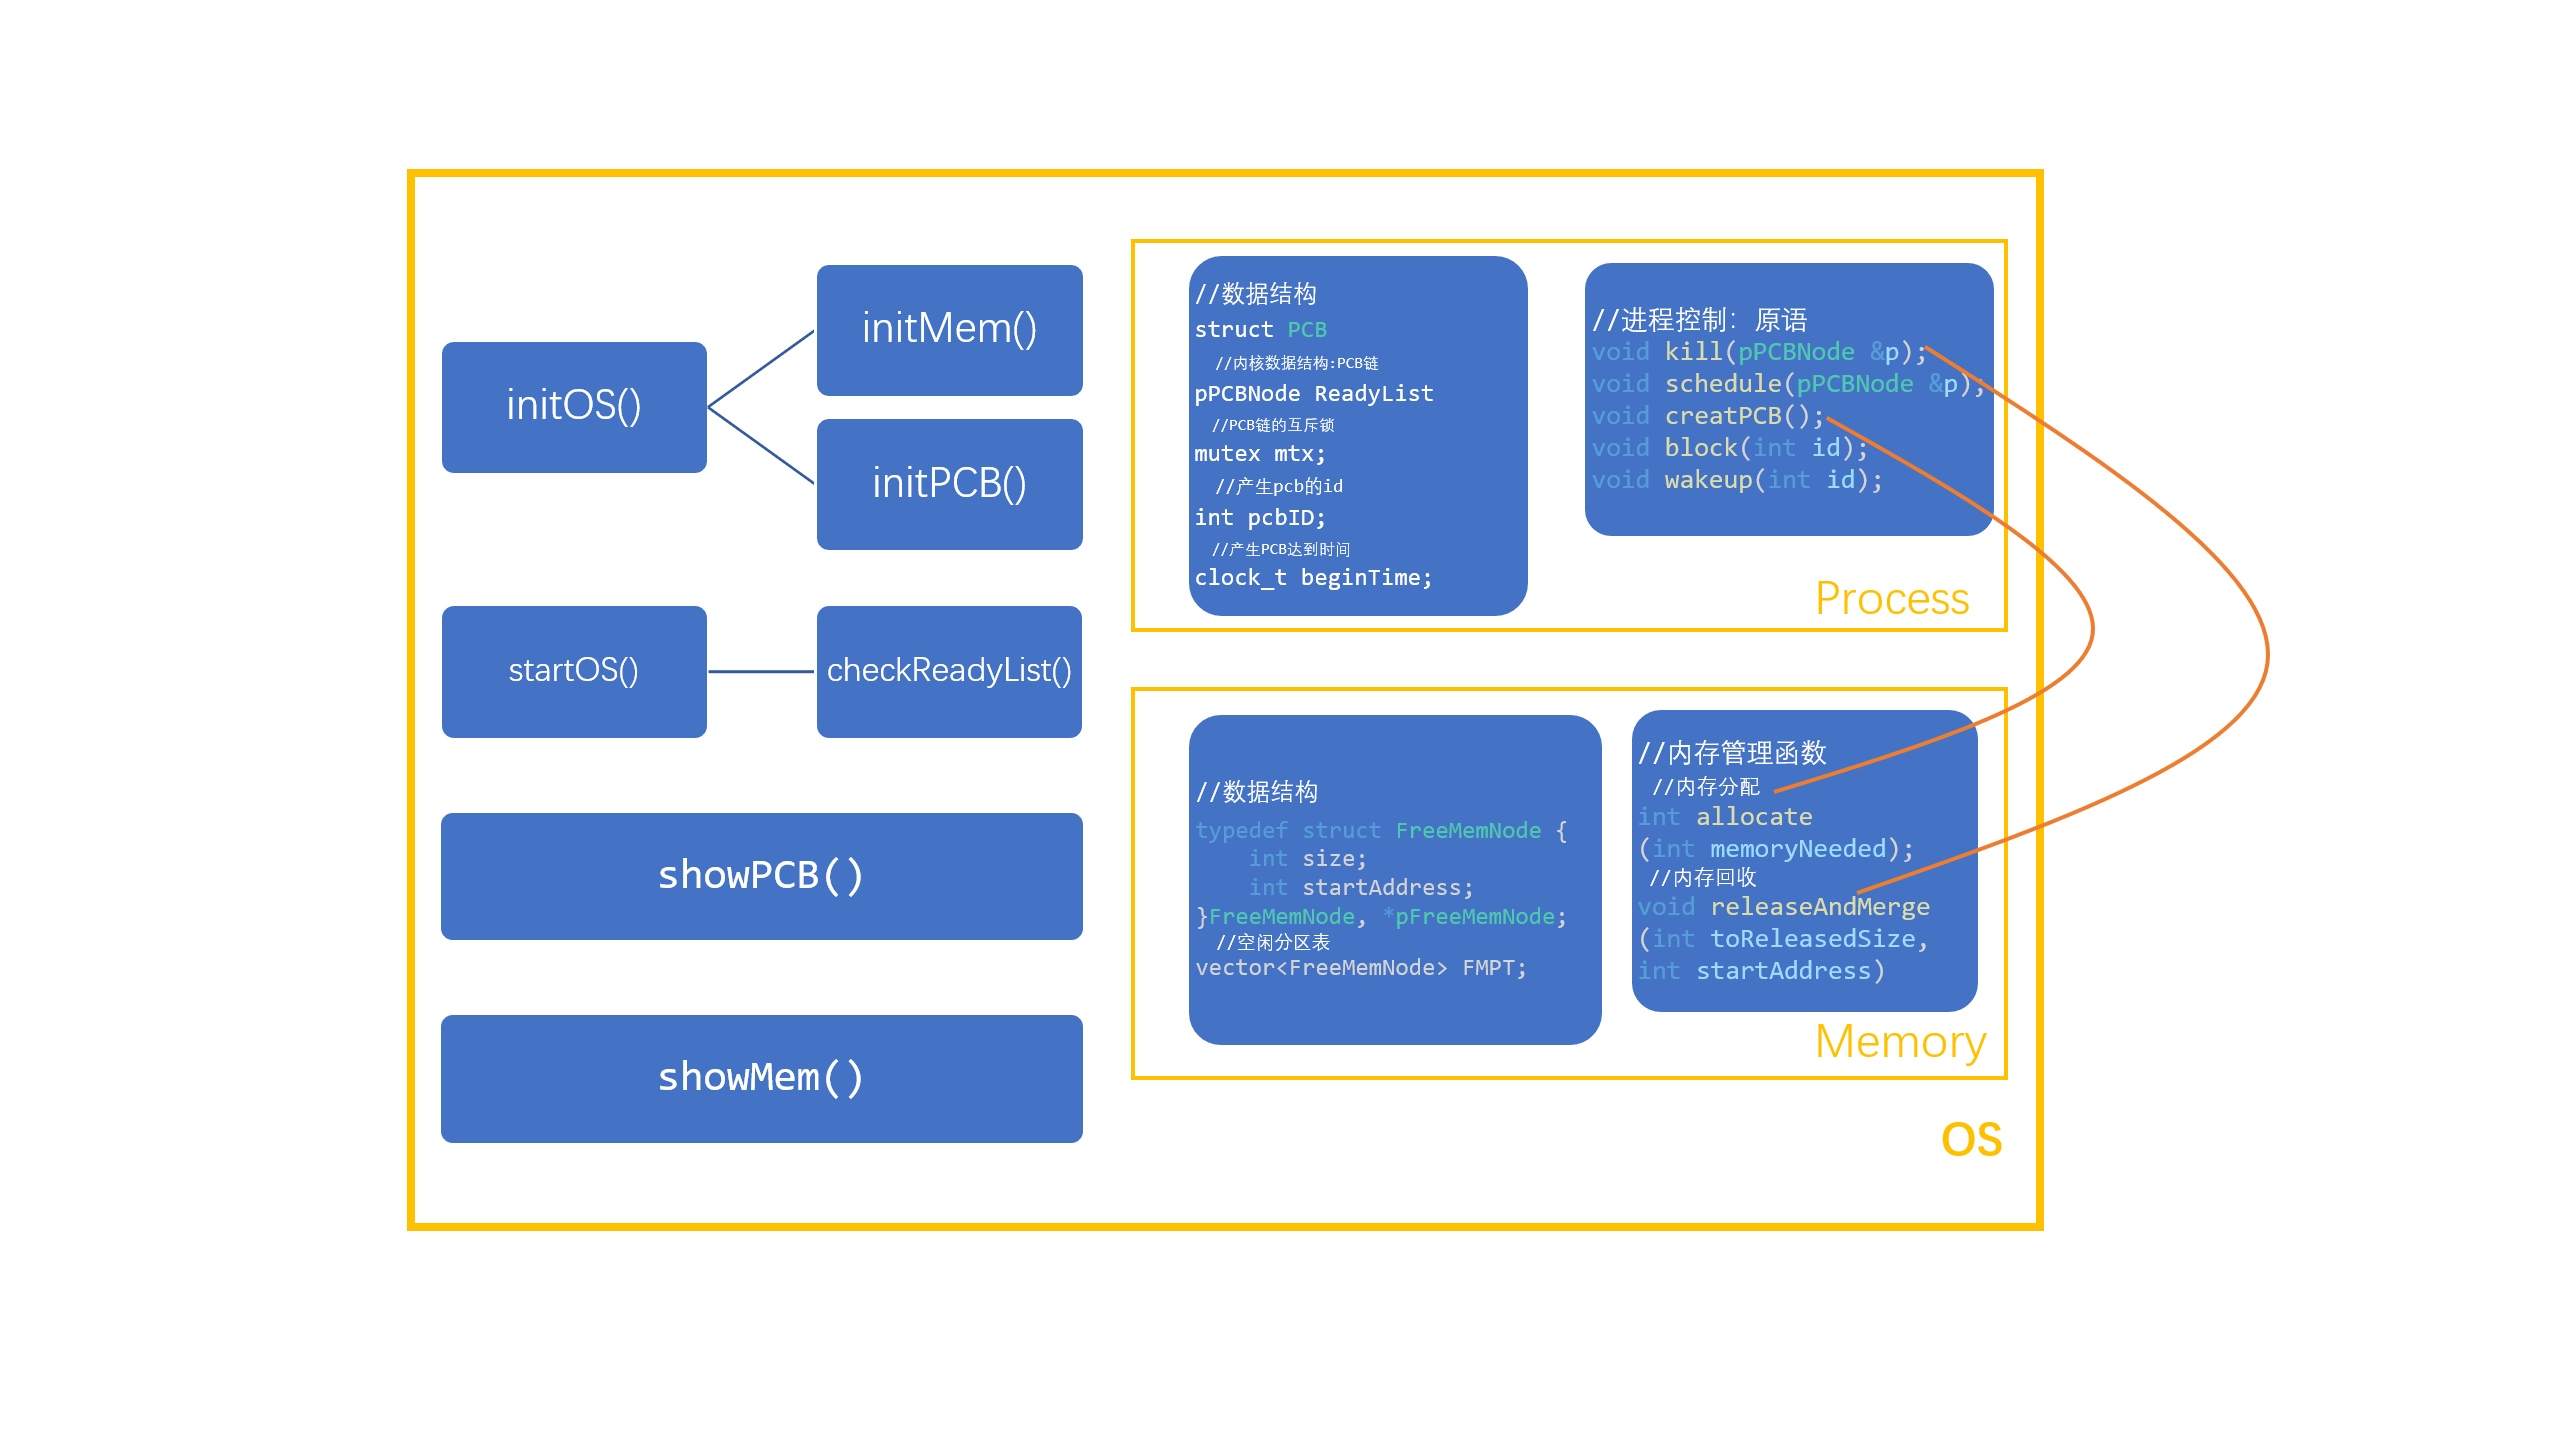 initOS()
initMem()
initPCB()
startOS()
checkReadyList()
showPCB()
showMem()
//数据结构
struct PCB
//内核数据结构:PCB链
pPCBNode ReadyList
//PCB链的互斥锁
mutex mtx;
//产生pcb的id
int pcbID;
//产生PCB达到时间
clock_t beginTime;
//进程控制：原语
void kill(pPCBNode &p);
void schedule(pPCBNode &p);
void creatPCB();
void block(int id);
void wakeup(int id);
Process
//数据结构
typedef struct FreeMemNode {
int size;
int startAddress;
}FreeMemNode, *pFreeMemNode;
//空闲分区表
vector<FreeMemNode> FMPT;
//内存管理函数
//内存分配
int allocate
(int memoryNeeded);
//内存回收
void releaseAndMerge
(int toReleasedSize,
int startAddress)
Memory
OS